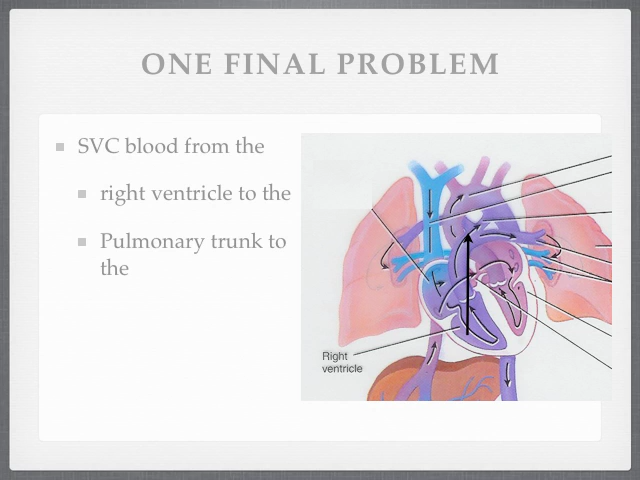 ONE FINAL PROBLEM
SVC blood from the
right ventricle to the
Pulmonary trunk to
the
Right
ventricle